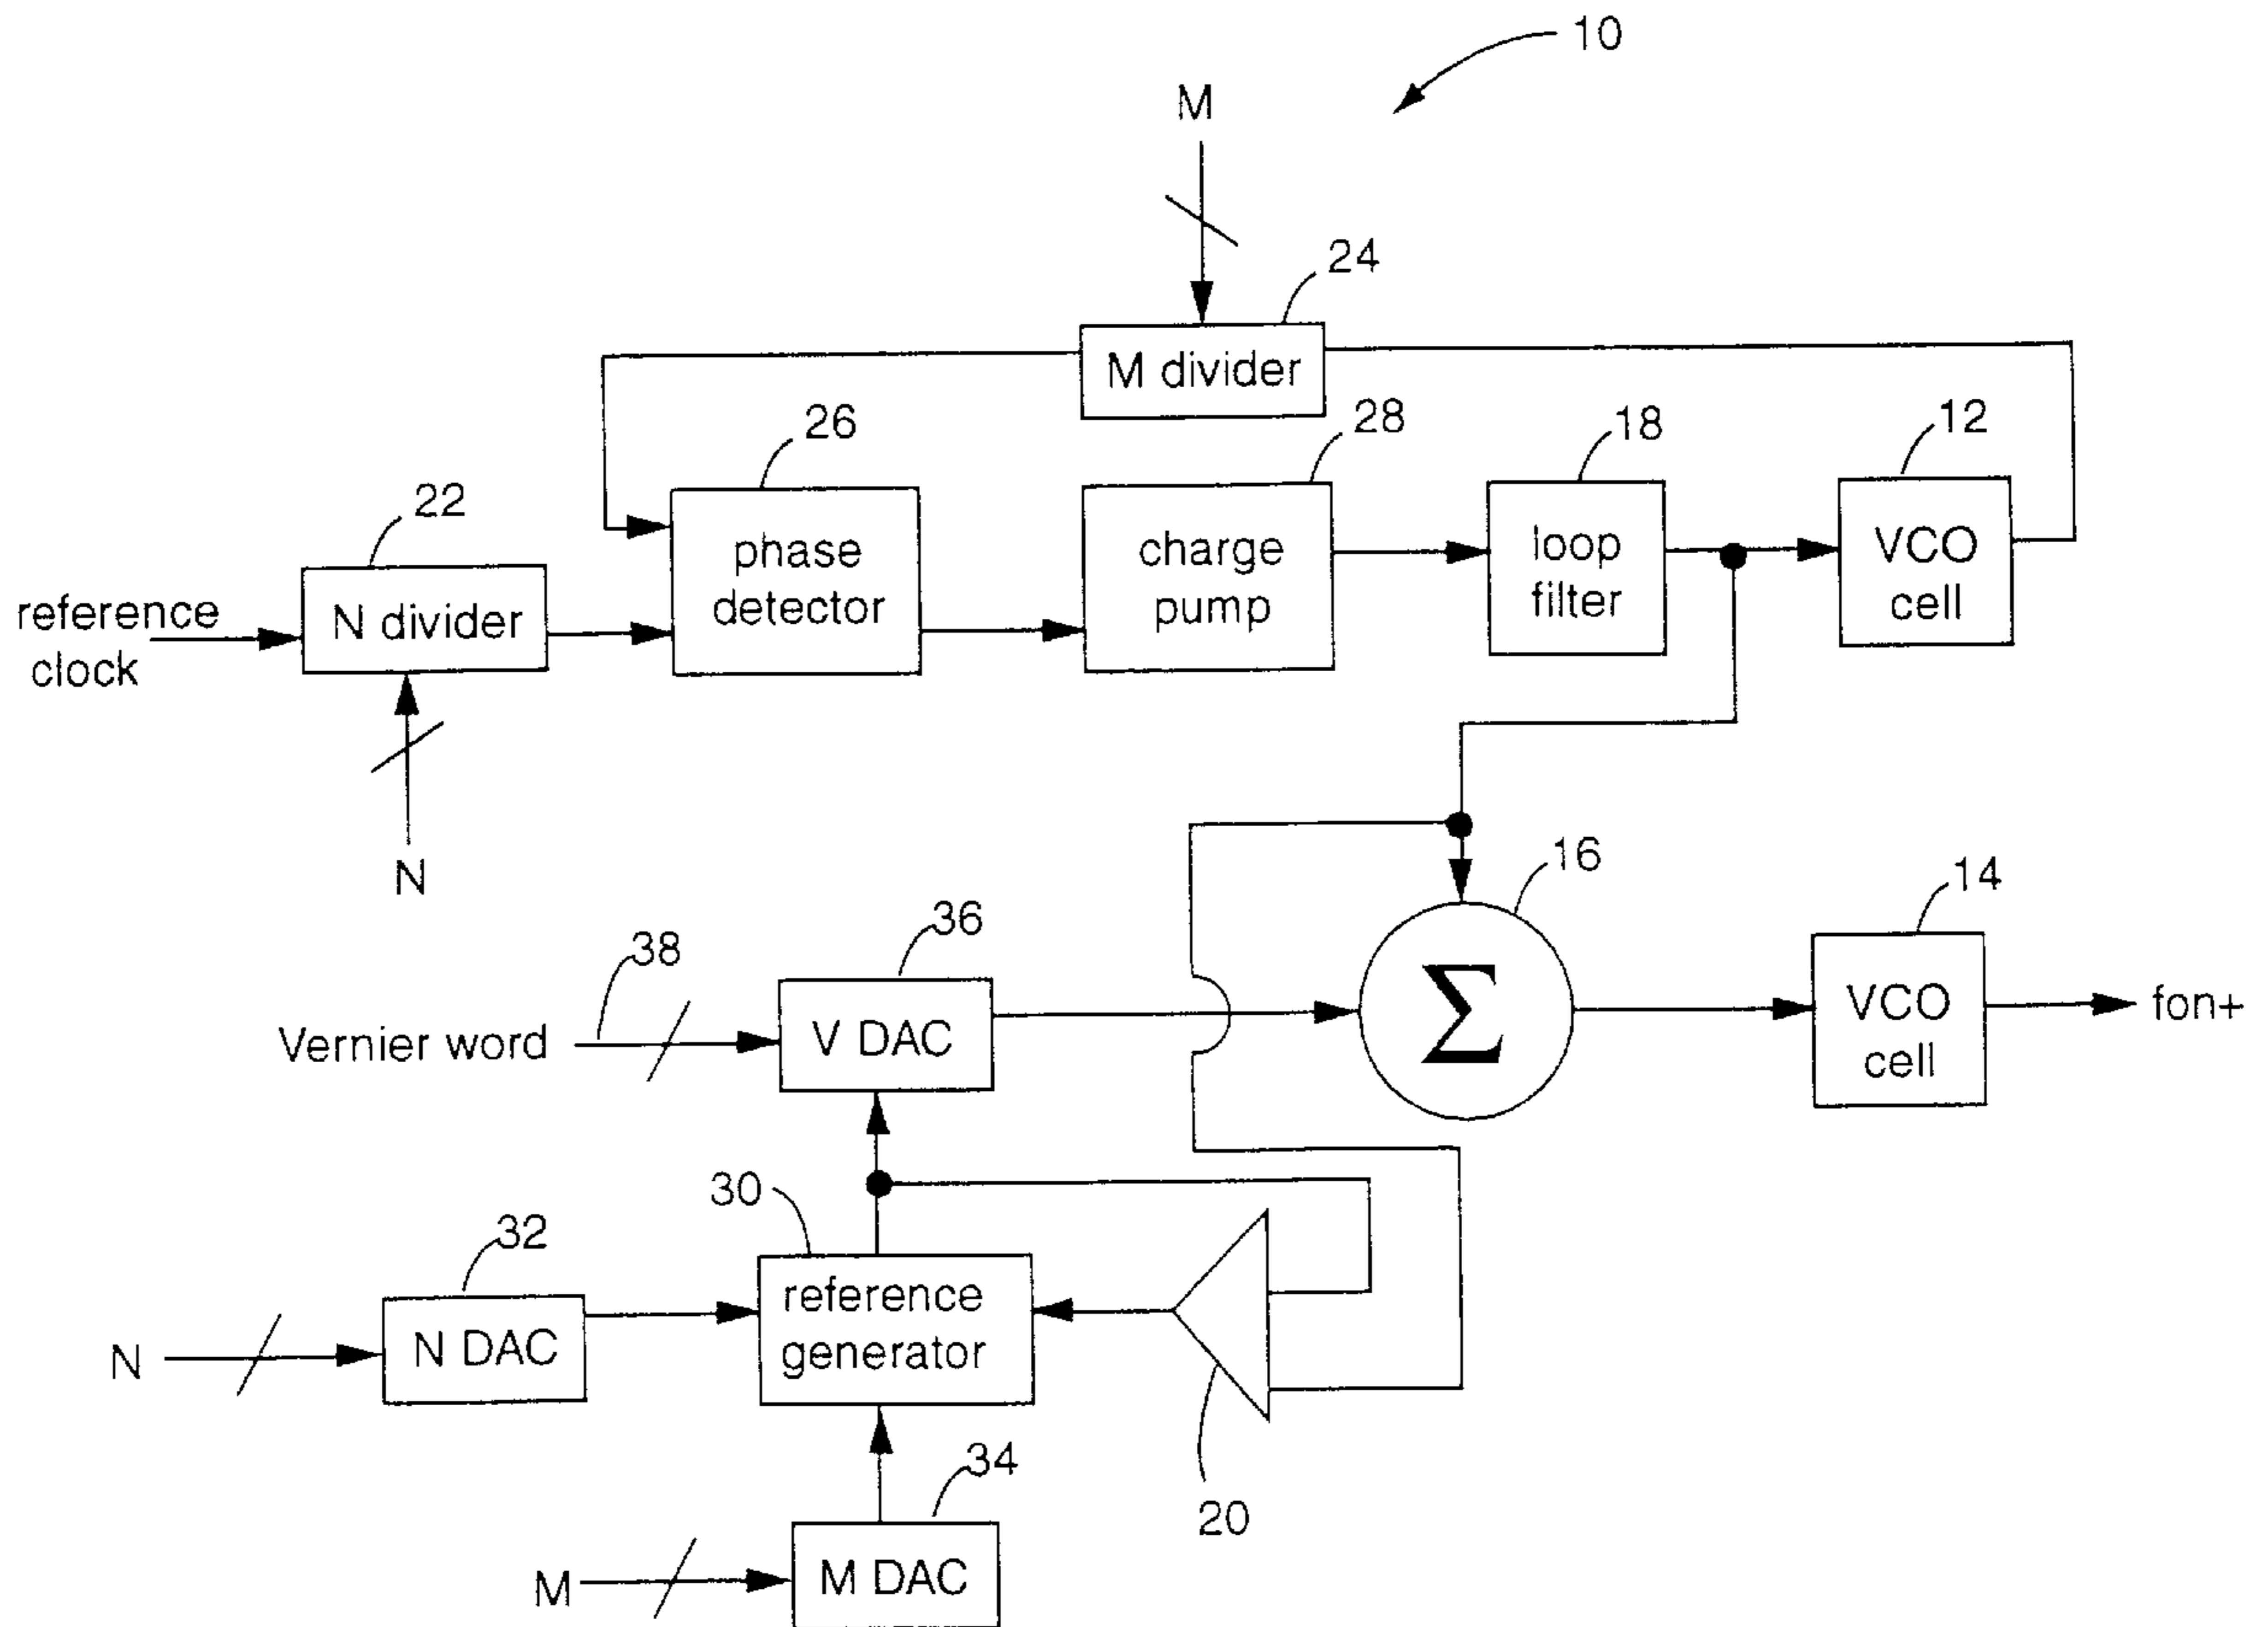 10
M
24
M divider
26
28
18
12
22
phase
detector
charge
pump
loop
filter
VCO
cell
reference
clock
N divider
N
16
14
36
38
Vernier word
V DAC
Σ
VCO
cell
fon+
30
32
reference
generator
N
N DAC
34
20
M
M DAC